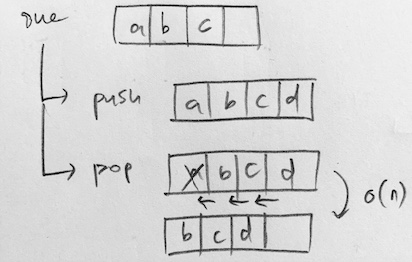 que a b c
push a b c d
pop a b c d
b c d
o(n)